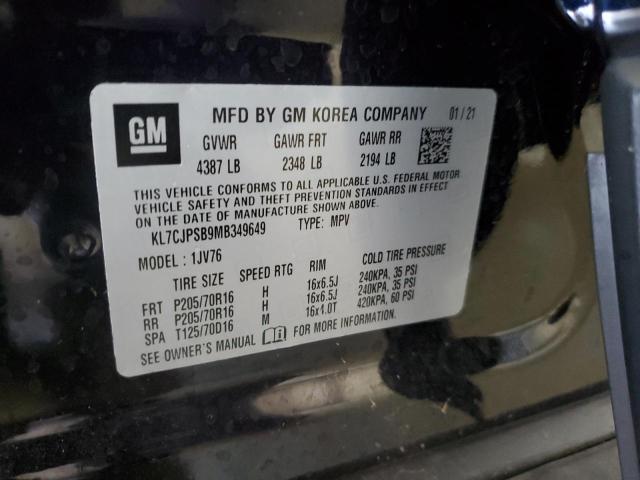 GM
MFD BY GM KOREA COMPANY 01/21
GVWR GAWR FRT GAWR RR
4387 LB 2348 LB 2194 LB
THIS VEHICLE CONFORMS TO ALL APPLICABLE U.S. FEDERAL MOTOR
VEHICLE SAFETY AND THEFT PREVENTION STANDARDS IN EFFECT
ON THE DATE OF MANUFACTURE SHOWN ABOVE.
KL7CJPSB9MB349649 TYPE: MPV
MODEL: 1JV76
TIRE SIZE SPEED RTG RIM COLD TIRE PRESSURE
FRT P205/70R16 H 16x6.5J 240KPA, 35 PSI
RR P205/70R16 H 16x6.5J 240KPA, 35 PSI
SPA T125/70D16 M 16x1.0T 420KPA, 60 PSI
SEE OWNER'S MANUAL FOR MORE INFORMATION.